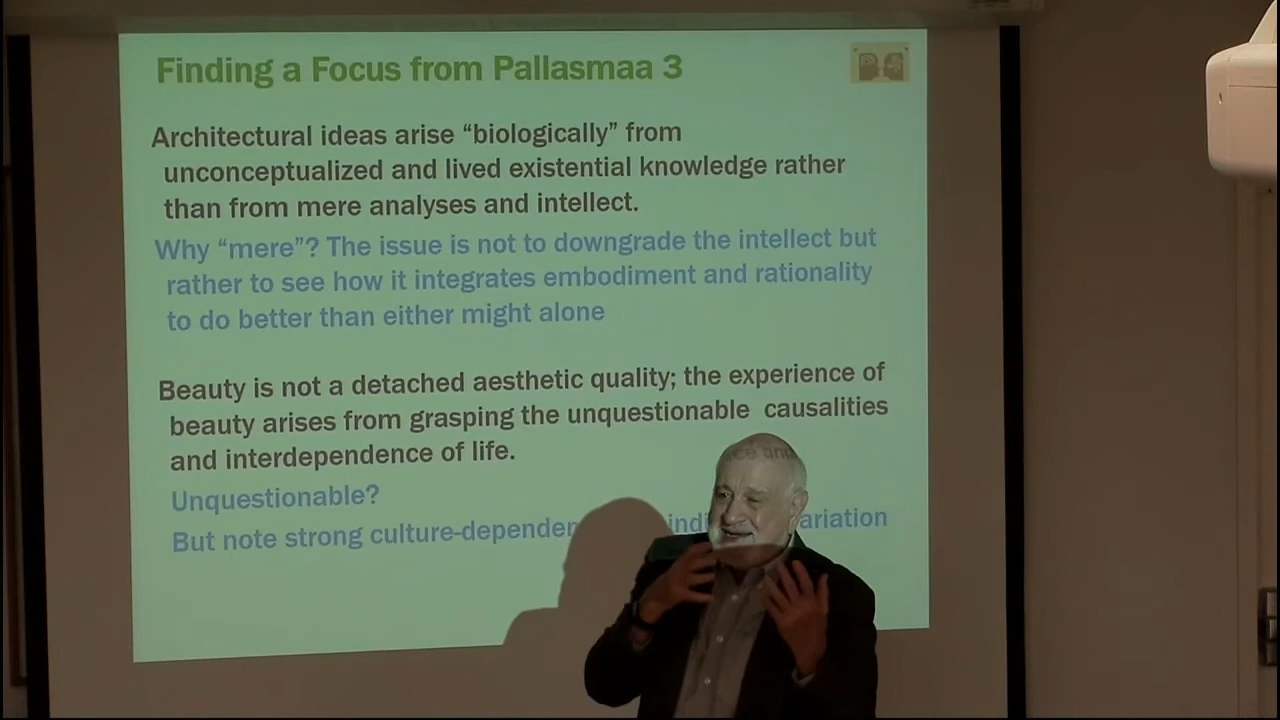 Finding a Focus from Pallasmaa 3
Architectural ideas arise “biologically” from
unconceptualized and lived existential knowledge rather
than from mere analyses and intellect.
Why “mere”? The issue is not to downgrade the intellect but
rather to see how it integrates embodiment and rationality
to do better than either might alone
Beauty is not a detached aesthetic quality; the experience of
beauty arises from grasping the unquestionable causalities
and interdependence of life.
Unquestionable?
But note strong culture-dependen indi ariation